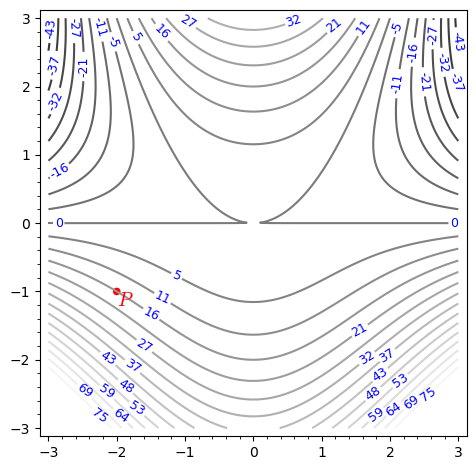 3
-43 -27 -11 16 27 32 21 11 -5
-5 5 -16 -27 -43
-37 -21 -32
2
-11 -21 -37
-32
1
-16
0 0 0
5
-1 P 11
16 21
-2 27 32 37
43 37 43 53
69 59 48 48
53 59 64 69 75
75 64
-3
-3 -2 -1 0 1 2 3